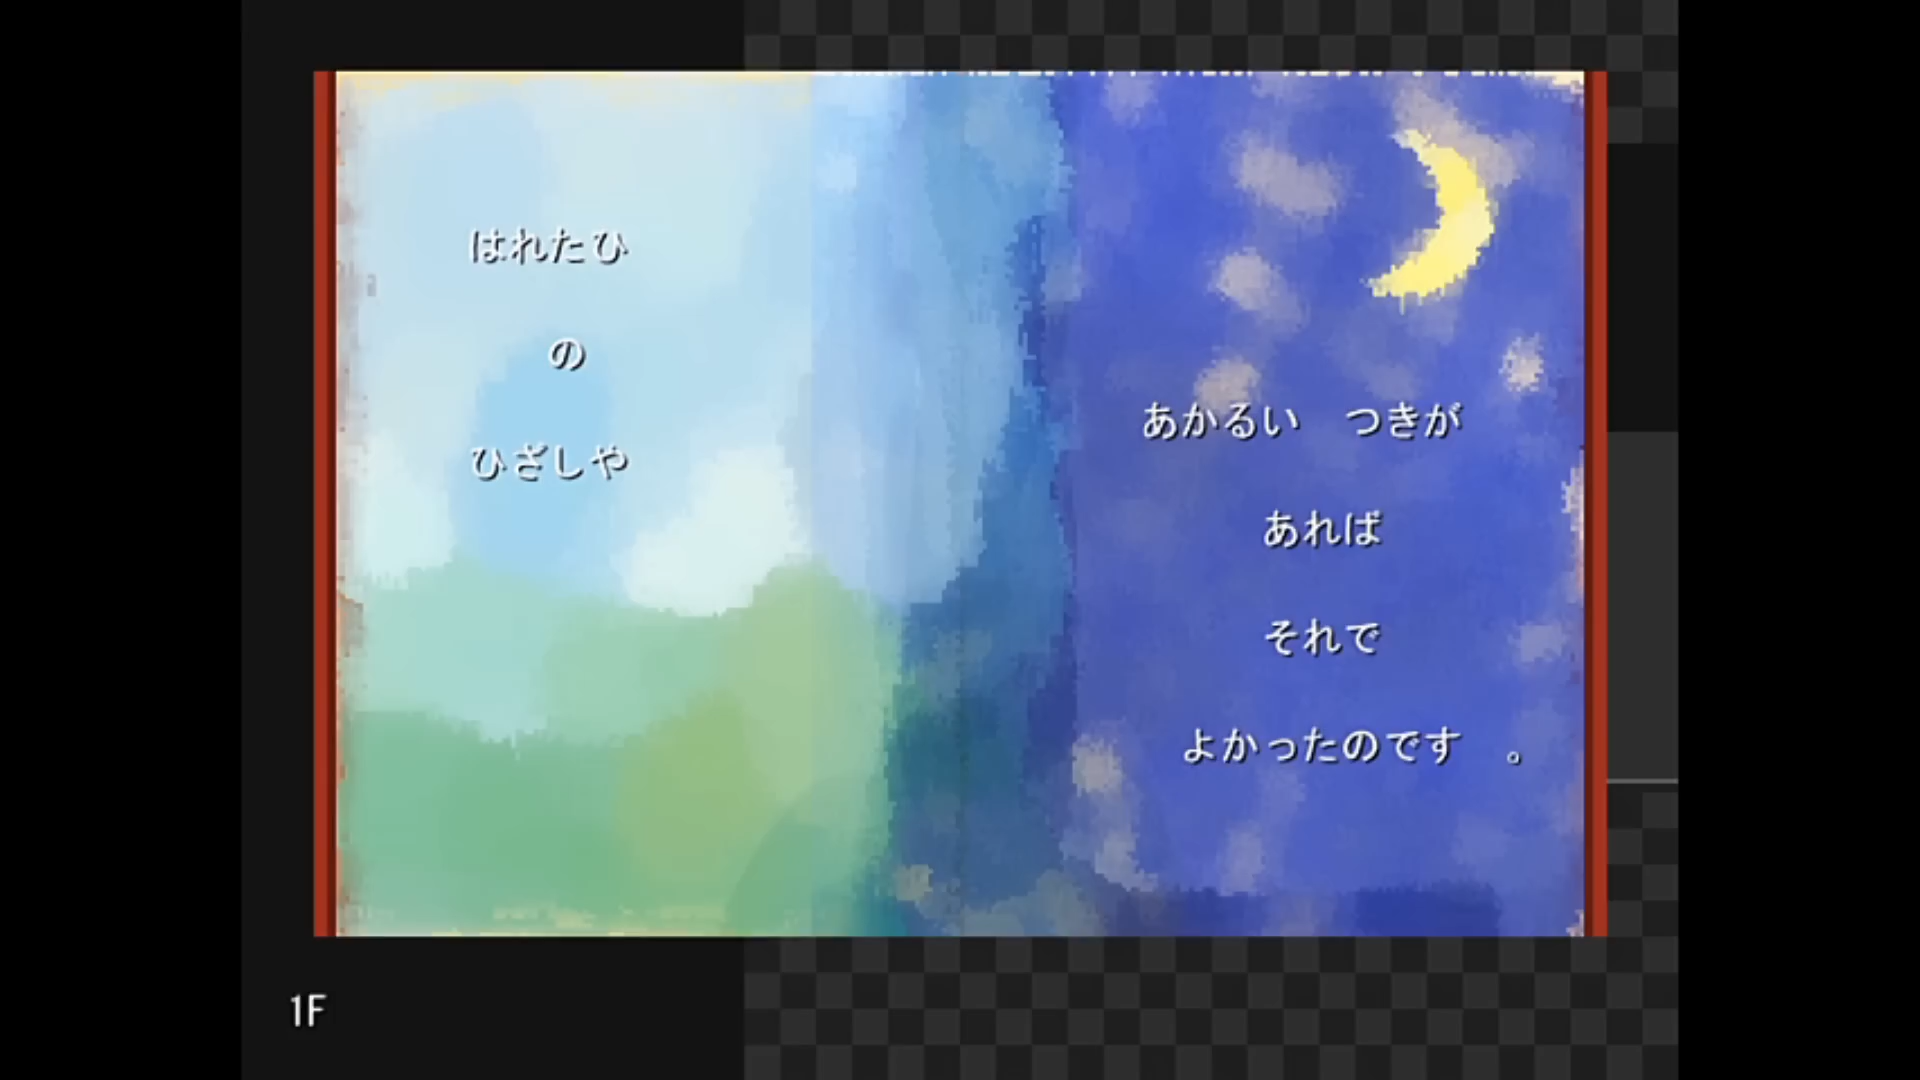 はれたひ
の
ひざしや
あかるい　つきが
あれば
それで
よかったのです　。
1F